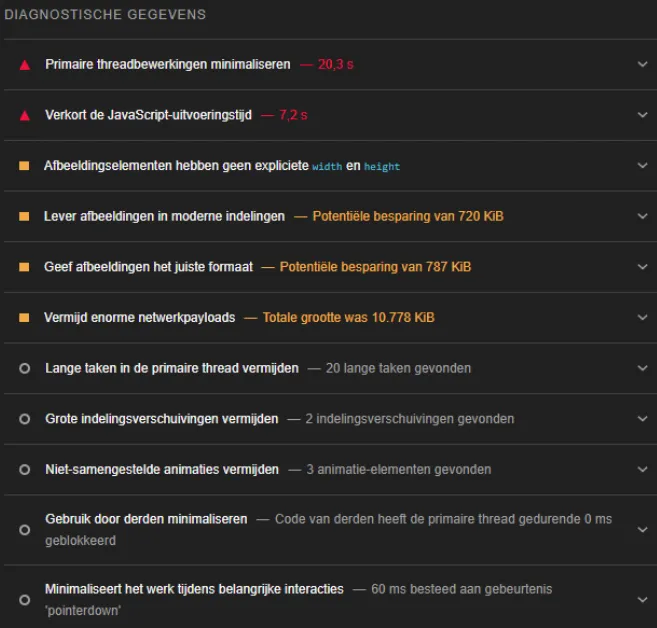 DIAGNOSTISCHE GEGEVENS
Primaire threadbewerkingen minimaliseren — 20,3 s
Verkort de JavaScript-uitvoeringstijd — 7,2 s
Afbeeldingselementen hebben geen expliciete width en height
Lever afbeeldingen in moderne indelingen — Potentiële besparing van 720 KiB
Geef afbeeldingen het juiste formaat — Potentiële besparing van 787 KiB
Vermijd enorme netwerkpayloads — Totale grootte was 10.778 KiB
Lange taken in de primaire thread vermijden — 20 lange taken gevonden
Grote indelingsverschuivingen vermijden — 2 indelingsverschuivingen gevonden
Niet-samengestelde animaties vermijden — 3 animatie-elementen gevonden
Gebruik door derden minimaliseren — Code van derden heeft de primaire thread gedurende 0 ms
geblokkeerd
Minimaliseert het werk tijdens belangrijke interacties — 60 ms besteed aan gebeurtenis
'pointerdown'